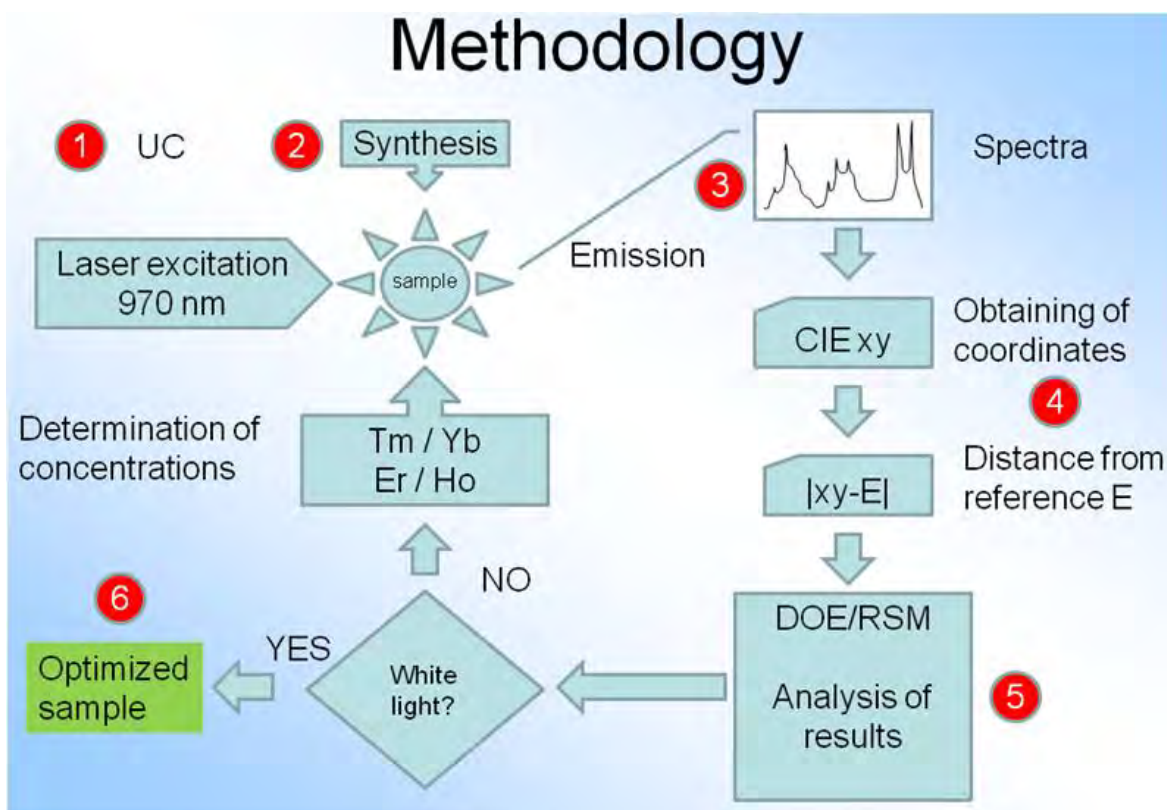 Methodology
1
UC
2
Synthesis
3
Spectra
Laser excitation
970 nm
sample
Emission
CIE xy
Obtaining of
coordinates
4
Determination of
concentrations
Tm / Yb
Er / Ho
|xy-E|
Distance from
reference E
NO
6
YES
Optimized
sample
White
light?
DOE/RSM
Analysis of
results
5